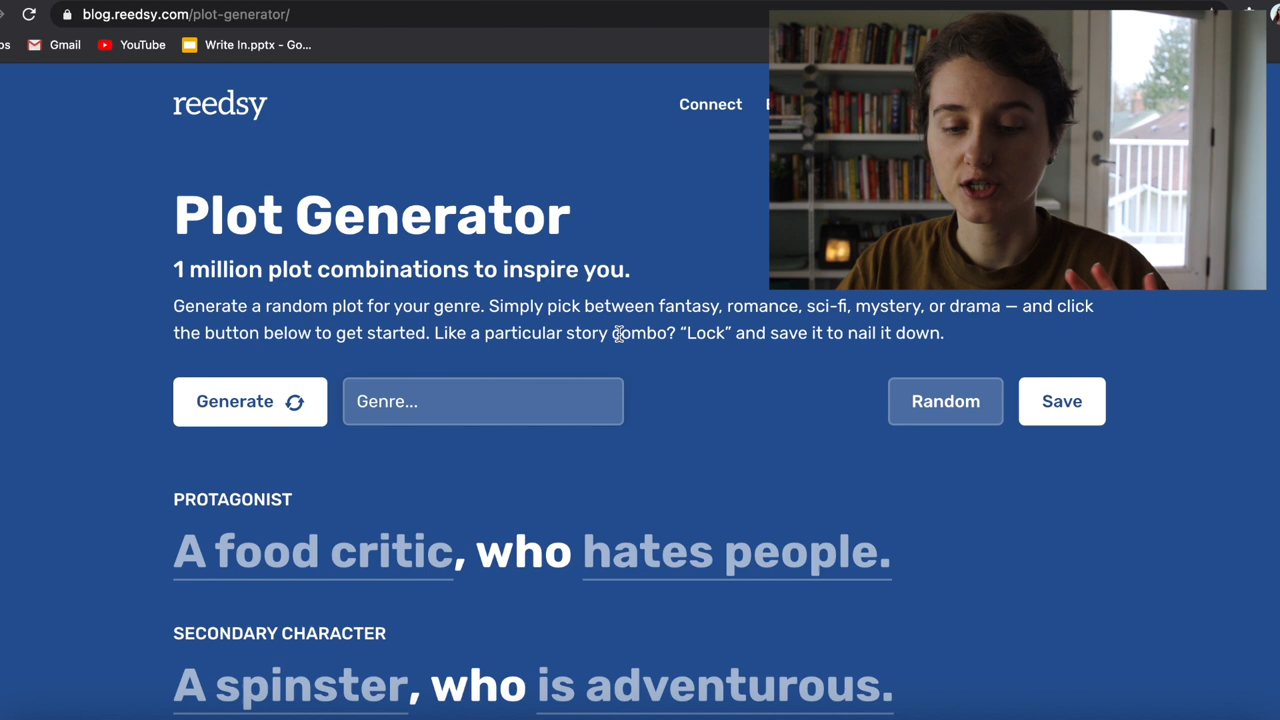 blog.reedsy.com/plot-generator/
ps Gmail YouTube Write In.pptx - Go...
reedsy
Connect
Plot Generator
1 million plot combinations to inspire you.
Generate a random plot for your genre. Simply pick between fantasy, romance, sci-fi, mystery, or drama — and click
the button below to get started. Like a particular story combo? “Lock” and save it to nail it down.
Generate Genre... Random Save
PROTAGONIST
A food critic, who hates people.
SECONDARY CHARACTER
A spinster, who is adventurous.